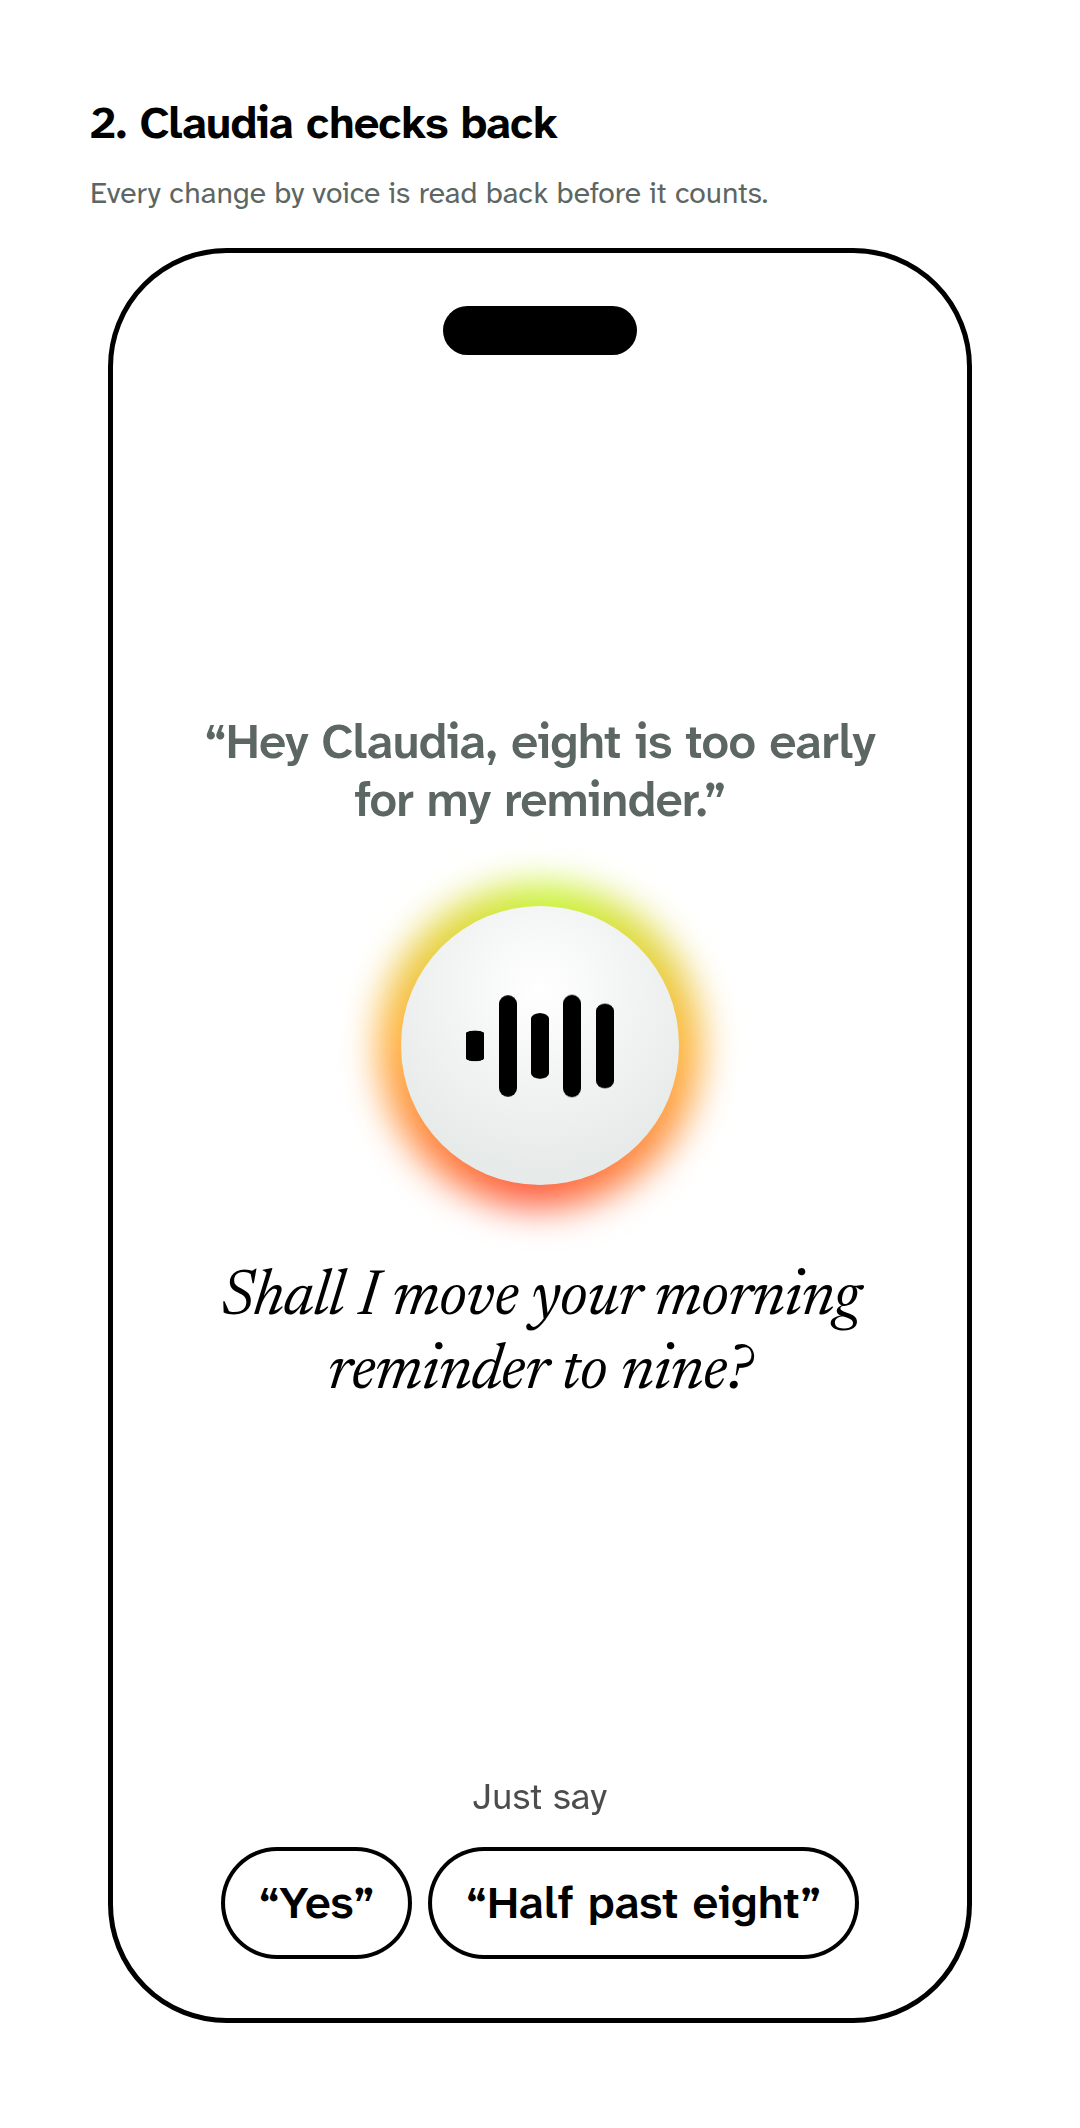 2. Claudia checks back
Every change by voice is read back before it counts.
“Hey Claudia, eight is too early
for my reminder.”
Shall I move your morning
reminder to nine?
Just say
“Yes” “Half past eight”